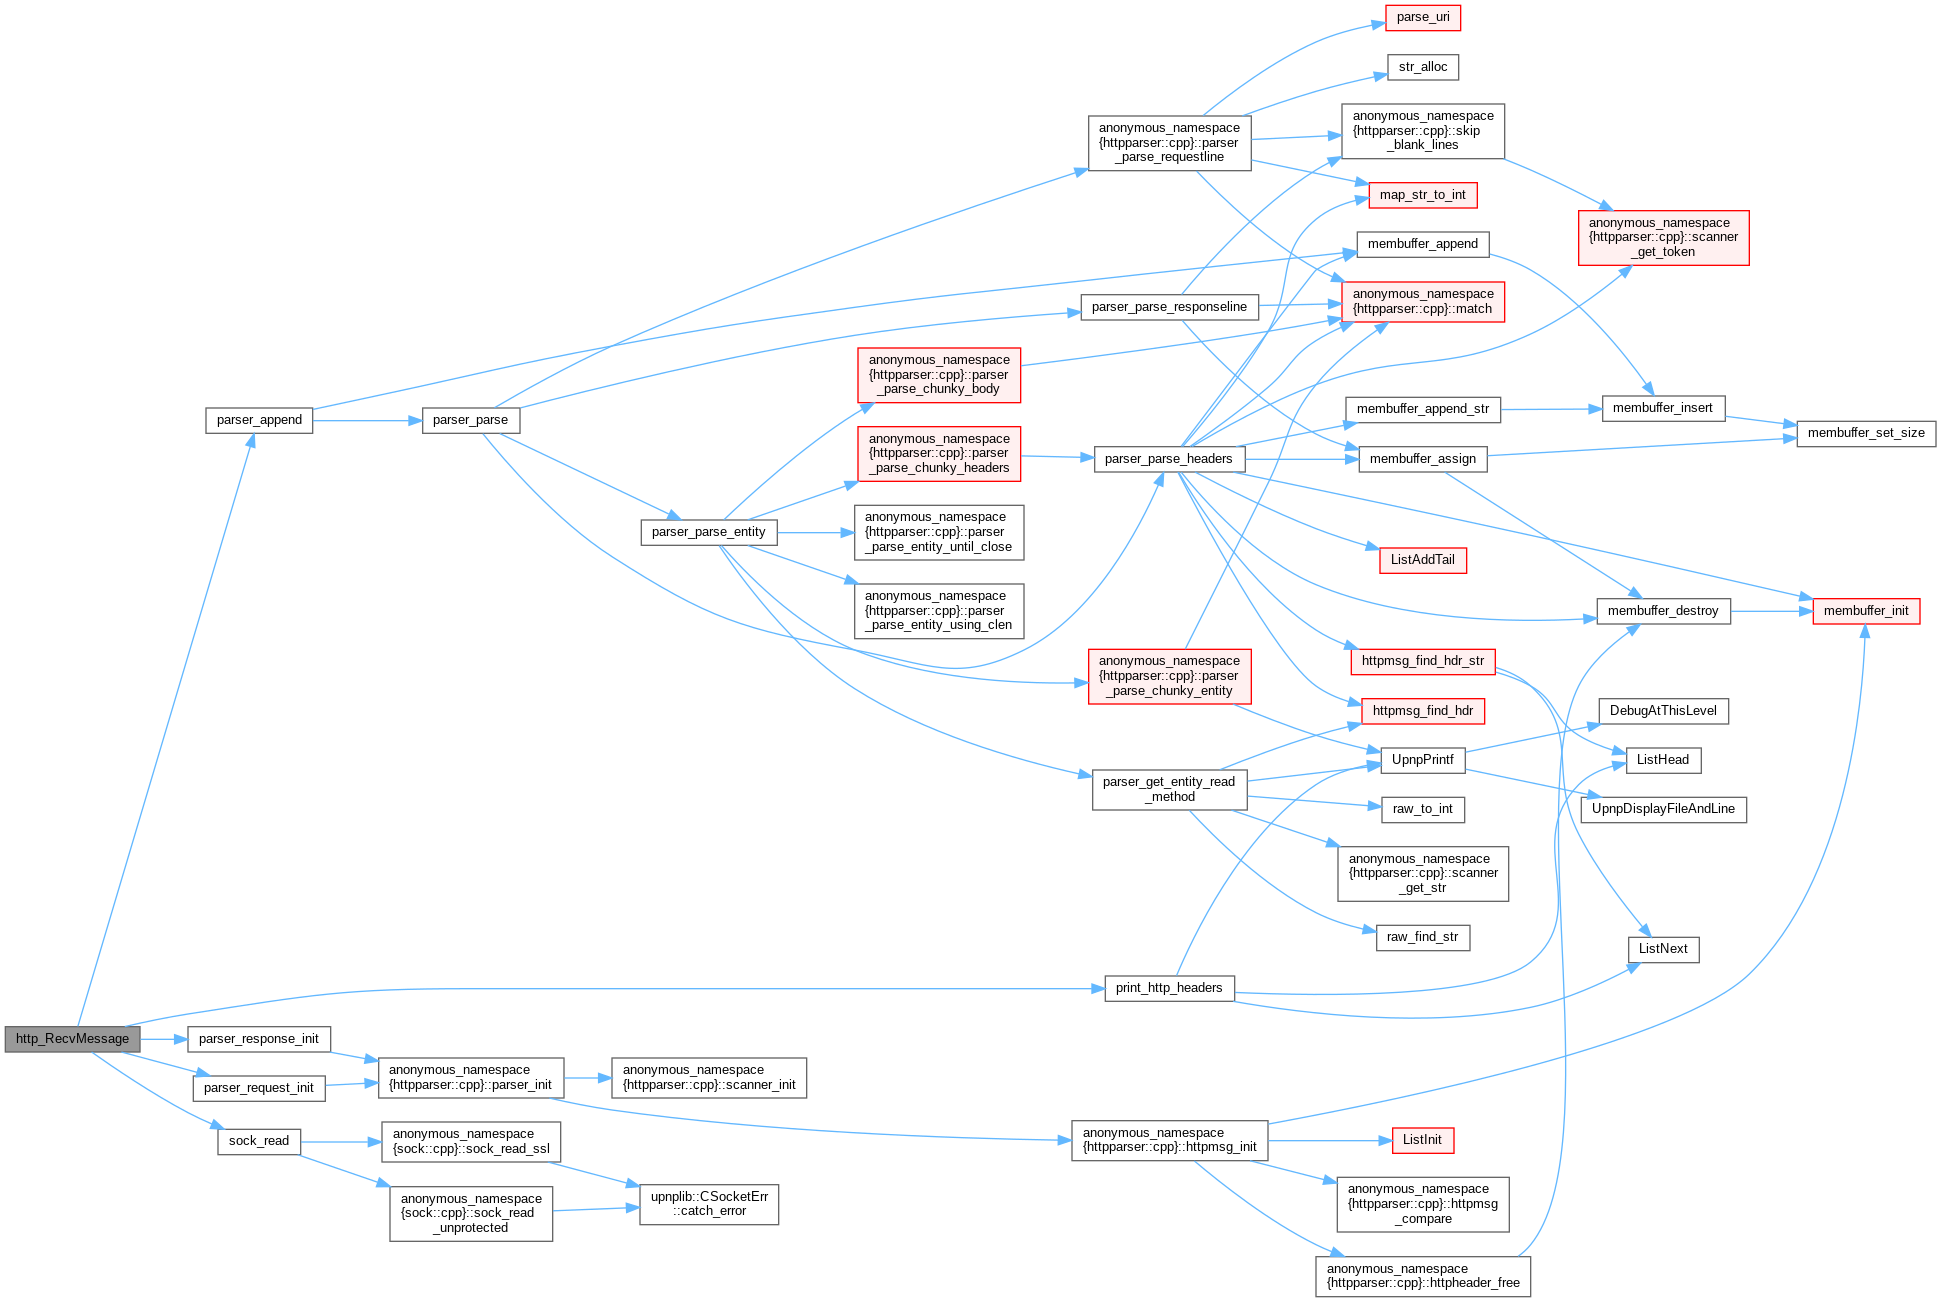 parse_uri
str_alloc
anonymous_namespace
{httpparser::cpp}::skip
_blank_lines
anonymous_namespace
{httpparser::cpp}::parser
_parse_requestline
map_str_to_int
anonymous_namespace
{httpparser::cpp}::scanner
_get_token
membuffer_append
anonymous_namespace
{httpparser::cpp}::match
parser_parse_responseline
anonymous_namespace
{httpparser::cpp}::parser
_parse_chunky_body
parser_append
parser_parse
membuffer_append_str
membuffer_insert
membuffer_set_size
anonymous_namespace
{httpparser::cpp}::parser
_parse_chunky_headers
parser_parse_headers
membuffer_assign
parser_parse_entity
anonymous_namespace
{httpparser::cpp}::parser
_parse_entity_until_close
ListAddTail
anonymous_namespace
{httpparser::cpp}::parser
_parse_entity_using_clen
membuffer_destroy
membuffer_init
anonymous_namespace
{httpparser::cpp}::parser
_parse_chunky_entity
httpmsg_find_hdr_str
httpmsg_find_hdr
DebugAtThisLevel
UpnpPrintf
ListHead
parser_get_entity_read
_method
raw_to_int
UpnpDisplayFileAndLine
anonymous_namespace
{httpparser::cpp}::scanner
_get_str
raw_find_str
ListNext
print_http_headers
http_RecvMessage
parser_response_init
parser_request_init
anonymous_namespace
{httpparser::cpp}::parser_init
anonymous_namespace
{httpparser::cpp}::scanner_init
sock_read
anonymous_namespace
{sock::cpp}::sock_read_ssl
anonymous_namespace
{httpparser::cpp}::httpmsg_init
ListInit
anonymous_namespace
{sock::cpp}::sock_read
_unprotected
upnplib::CSocketErr
::catch_error
anonymous_namespace
{httpparser::cpp}::httpmsg
_compare
anonymous_namespace
{httpparser::cpp}::httpheader_free